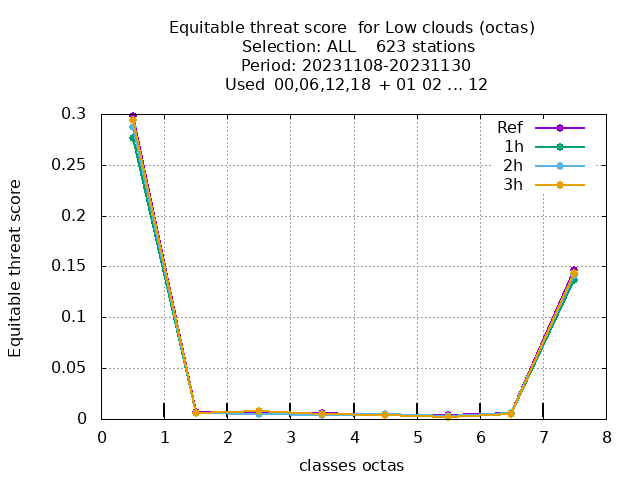 Equitable threat score  for Low clouds (octas)
Selection: ALL    623 stations
Period: 20231108-20231130
Used  00,06,12,18  + 01 02 ... 12
Ref
1h
2h
3h
0.3
0.25
0.2
0.15
0.1
0.05
0
Equitable threat score
0 1 2 3 4 5 6 7 8
classes octas